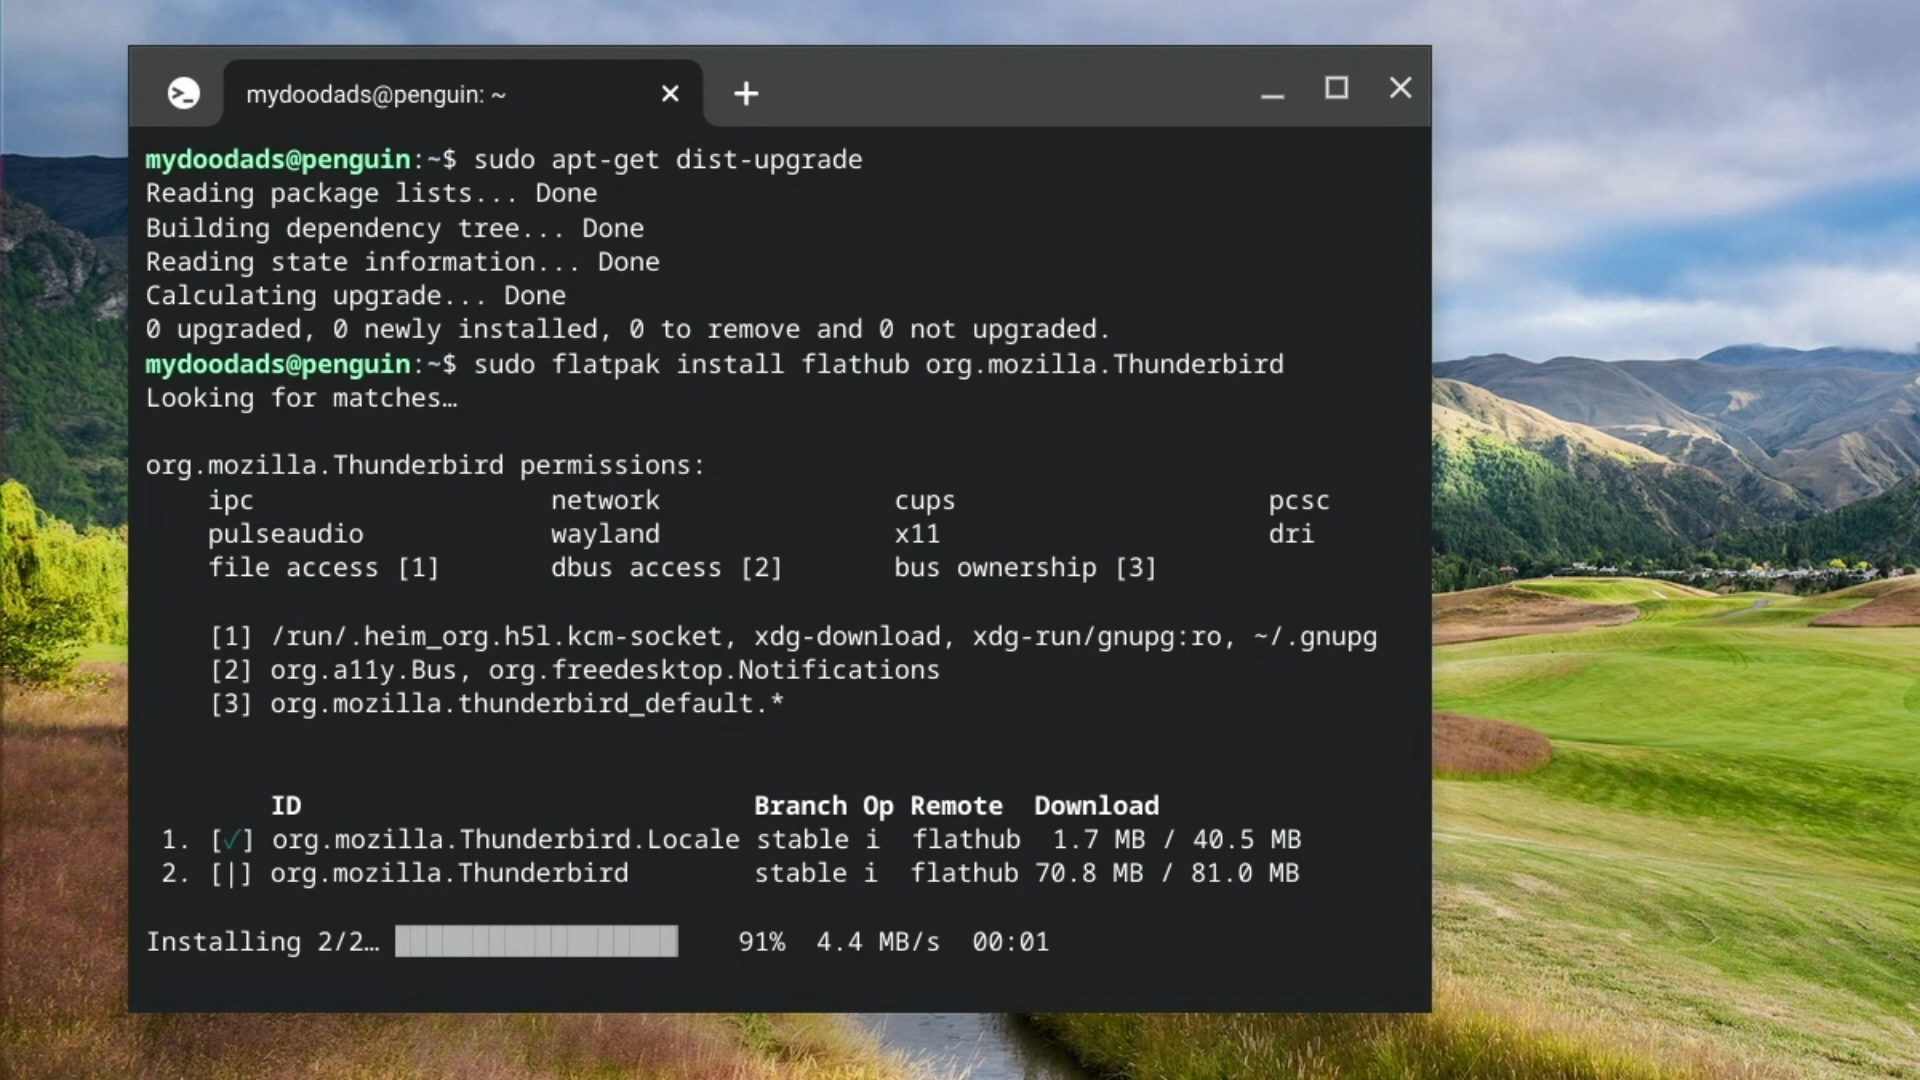 mydoodads@penguin: ~
mydoodads@penguin:~$ sudo apt-get dist-upgrade
Reading package lists... Done
Building dependency tree... Done
Reading state information... Done
Calculating upgrade... Done
0 upgraded, 0 newly installed, 0 to remove and 0 not upgraded.
mydoodads@penguin:~$ sudo flatpak install flathub org.mozilla.Thunderbird
Looking for matches…
org.mozilla.Thunderbird permissions:
ipc network cups pcsc
pulseaudio wayland x11 dri
file access [1] dbus access [2] bus ownership [3]
[1] /run/.heim_org.h5l.kcm-socket, xdg-download, xdg-run/gnupg:ro, ~/.gnupg
[2] org.a11y.Bus, org.freedesktop.Notifications
[3] org.mozilla.thunderbird_default.*
ID Branch Op Remote Download
1. [✓] org.mozilla.Thunderbird.Locale stable i flathub 1.7 MB / 40.5 MB
2. [|] org.mozilla.Thunderbird stable i flathub 70.8 MB / 81.0 MB
Installing 2/2… 91% 4.4 MB/s 00:01